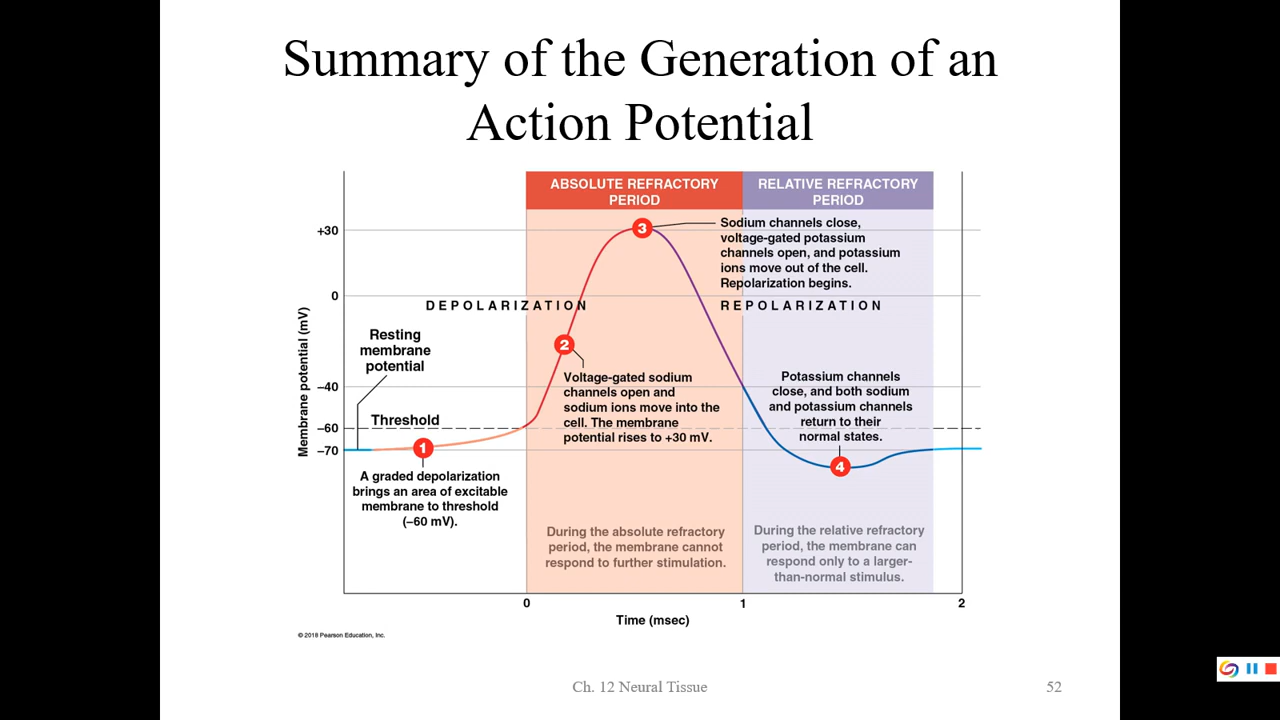 Summary of the Generation of an
Action Potential
ABSOLUTE REFRACTORY
PERIOD
RELATIVE REFRACTORY
PERIOD
+30
3
Sodium channels close,
voltage-gated potassium
channels open, and potassium
ions move out of the cell.
Repolarization begins.
0
DEPOLARIZATION
REPOLARIZATION
Membrane potential (mV)
Resting
membrane
potential
2
Voltage-gated sodium
channels open and
sodium ions move into the
cell. The membrane
potential rises to +30 mV.
Potassium channels
close, and both sodium
and potassium channels
return to their
normal states.
–40
Threshold
–60
–70
1
4
A graded depolarization
brings an area of excitable
membrane to threshold
(–60 mV).
During the absolute refractory
period, the membrane cannot
respond to further stimulation.
During the relative refractory
period, the membrane can
respond only to a larger-
than-normal stimulus.
0
1
2
Time (msec)
© 2018 Pearson Education, Inc.
Ch. 12 Neural Tissue
52